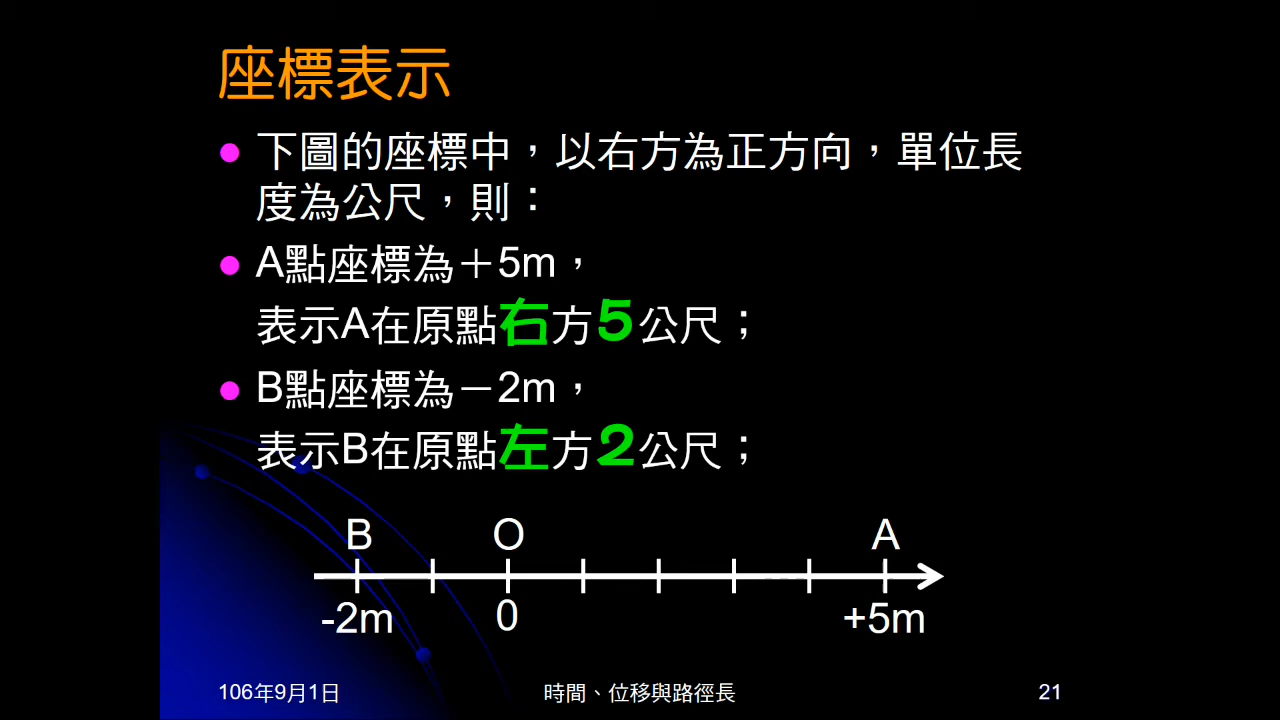 座標表示
下圖的座標中，以右方為正方向，單位長
度為公尺，則：
A點座標為＋5m，
表示A在原點右方5公尺；
B點座標為－2m，
表示B在原點左方2公尺；
B O A
-2m 0 +5m
106年9月1日 時間、位移與路徑長 21